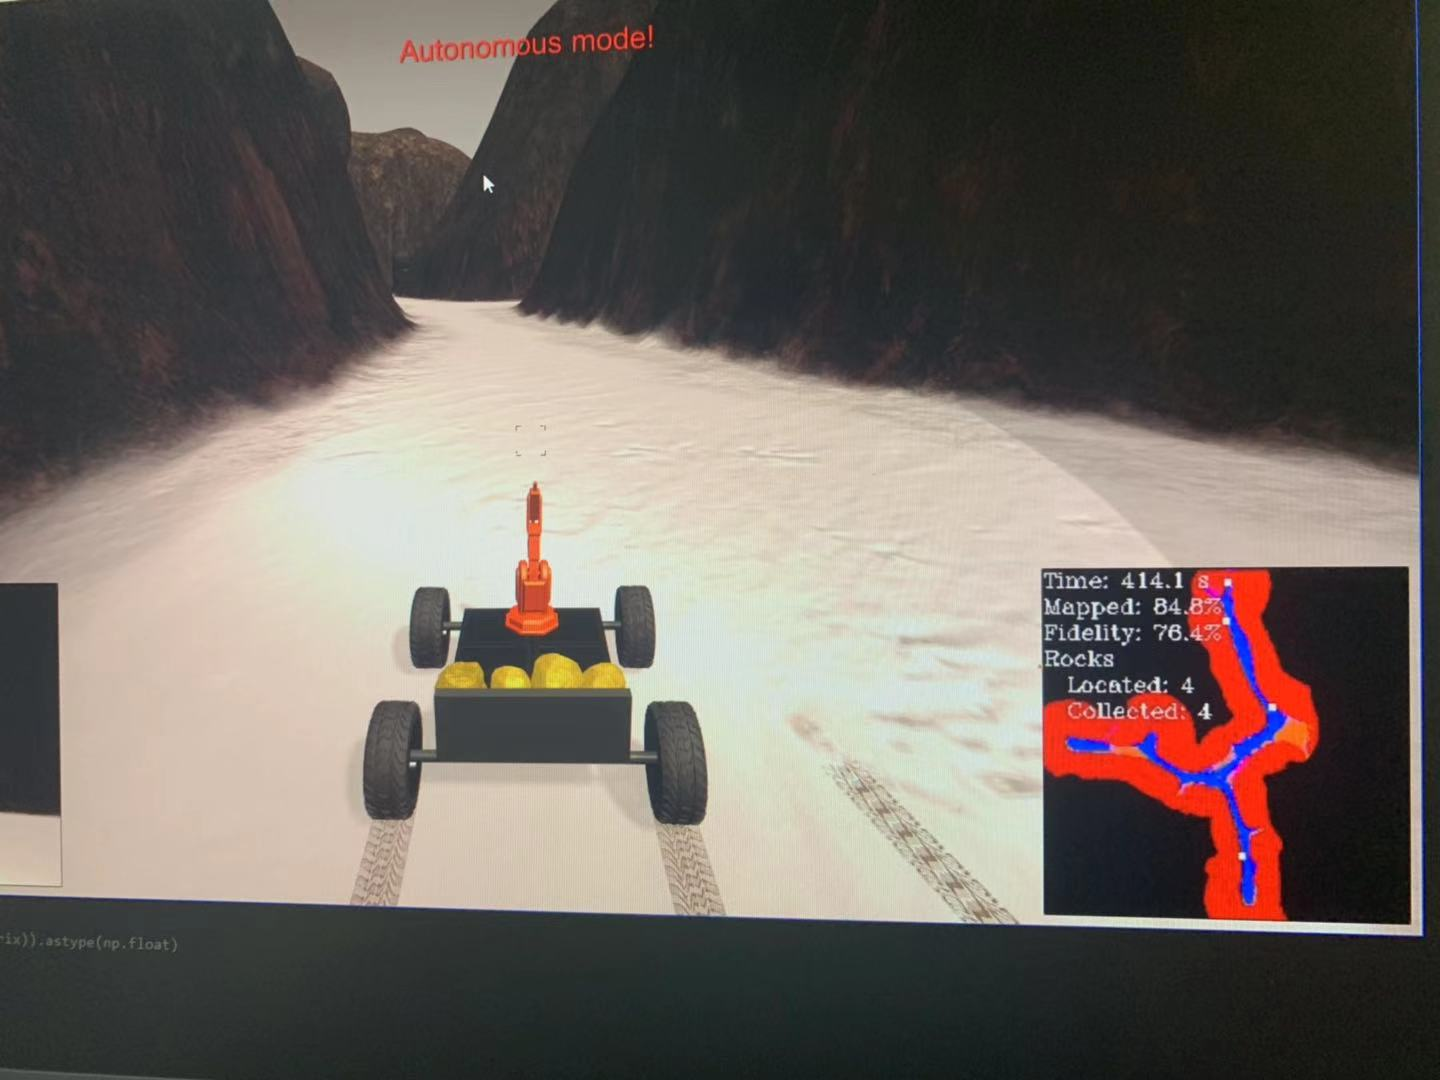 Autonomous mode!
Time: 414.1 s
Mapped: 84.8%
Fidelity: 76.4%
Rocks
Located: 4
Collected: 4
rix)).astype(np.float)